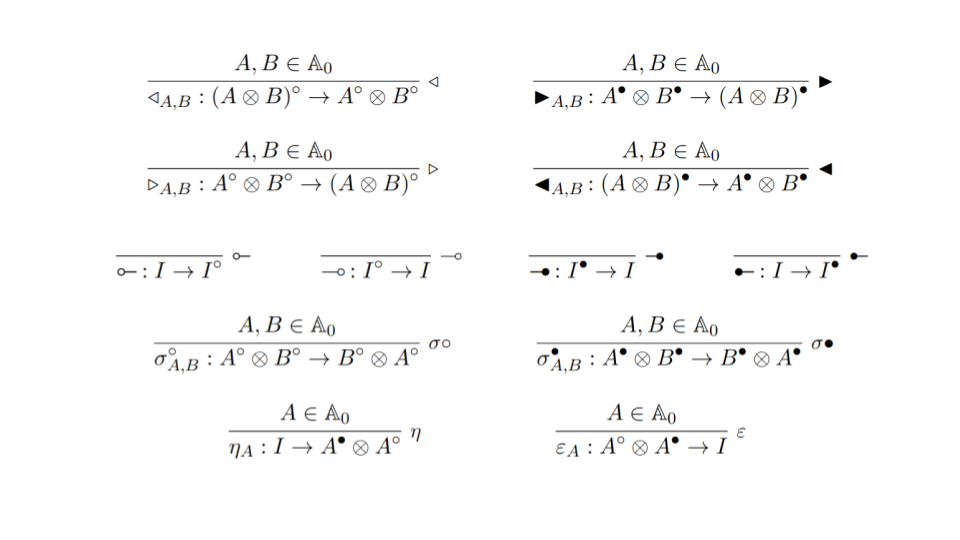 A, B ∈ 𝔸₀
◁_{A,B} : (A ⊗ B)° → A° ⊗ B° ◁
A, B ∈ 𝔸₀
▶_{A,B} : A^● ⊗ B^● → (A ⊗ B)^● ▶
A, B ∈ 𝔸₀
▷_{A,B} : A° ⊗ B° → (A ⊗ B)° ▷
A, B ∈ 𝔸₀
◀_{A,B} : (A ⊗ B)^● → A^● ⊗ B^● ◀
⟜ : I → I° ⟜
⊸ : I° → I ⊸
─● : I^● → I ─●
●─ : I → I^● ●─
A, B ∈ 𝔸₀
σ°_{A,B} : A° ⊗ B° → B° ⊗ A° σ○
A, B ∈ 𝔸₀
σ^●_{A,B} : A^● ⊗ B^● → B^● ⊗ A^● σ●
A ∈ 𝔸₀
η_A : I → A^● ⊗ A° η
A ∈ 𝔸₀
ε_A : A° ⊗ A^● → I ε